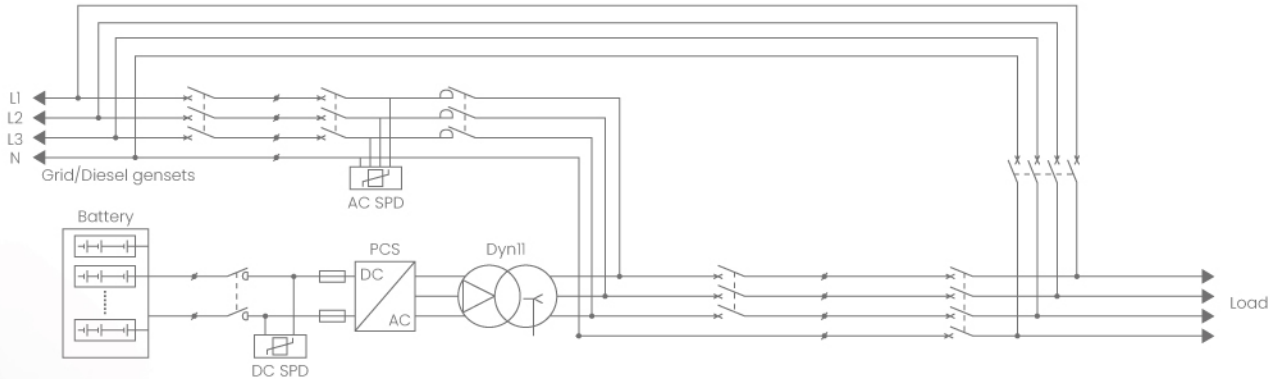 L1
L2
L3
N
Grid/Diesel gensets
AC SPD
Battery
PCS
Dyn11
DC
AC
Load
DC SPD